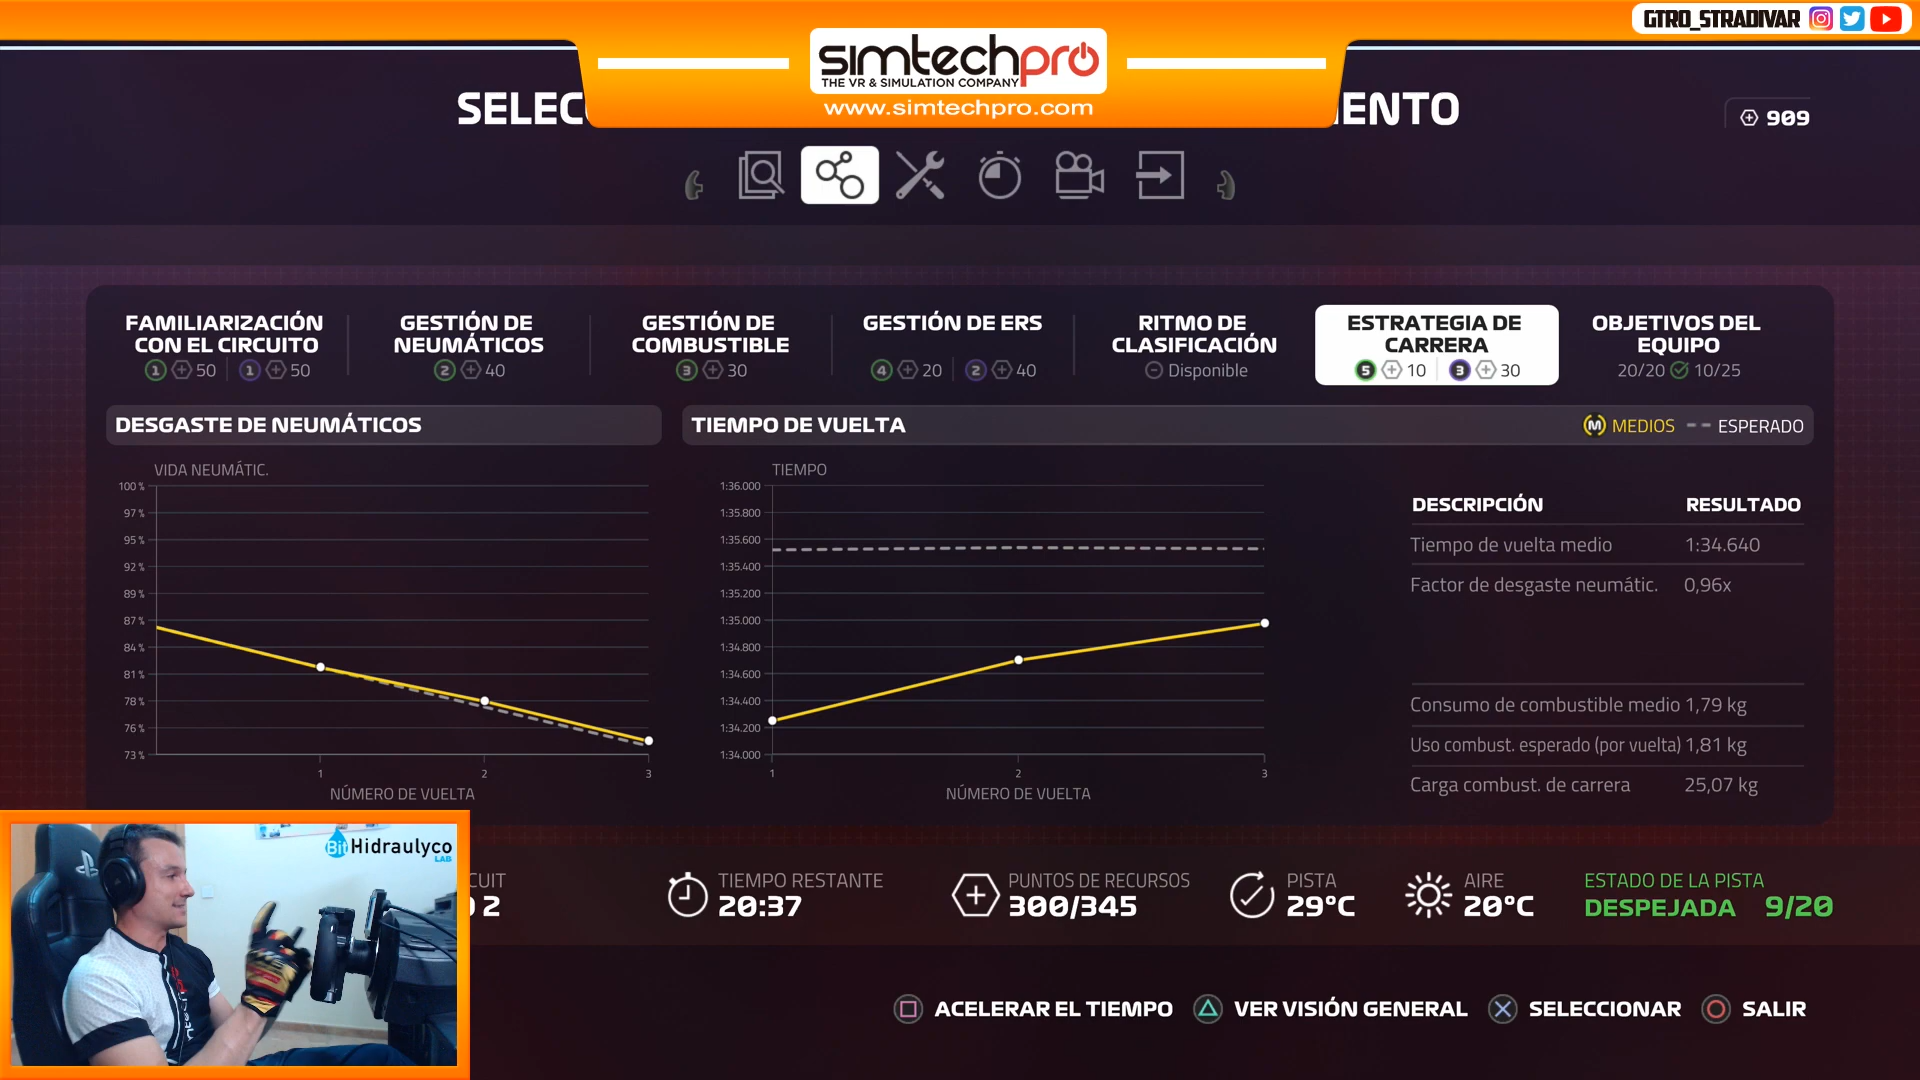 GTRO_STRADIVAR
simtechpro
THE VR & SIMULATION COMPANY
www.simtechpro.com
SELEC
IENTO
909
FAMILIARIZACIÓN
CON EL CIRCUITO
1 50 1 50
GESTIÓN DE
NEUMÁTICOS
2 40
GESTIÓN DE
COMBUSTIBLE
3 30
GESTIÓN DE ERS
4 20 2 40
RITMO DE
CLASIFICACIÓN
Disponible
ESTRATEGIA DE
CARRERA
5 10 3 30
OBJETIVOS DEL
EQUIPO
20/20 10/25
DESGASTE DE NEUMÁTICOS
VIDA NEUMÁTIC.
100 %
97 %
95 %
92 %
89 %
87 %
84 %
81 %
78 %
76 %
73 %
1 2 3
NÚMERO DE VUELTA
TIEMPO DE VUELTA
M MEDIOS -- ESPERADO
TIEMPO
1:36.000
1:35.800
1:35.600
1:35.400
1:35.200
1:35.000
1:34.800
1:34.600
1:34.400
1:34.200
1:34.000
1 2 3
NÚMERO DE VUELTA
DESCRIPCIÓN RESULTADO
Tiempo de vuelta medio 1:34.640
Factor de desgaste neumátic. 0,96x
Consumo de combustible medio 1,79 kg
Uso combust. esperado (por vuelta) 1,81 kg
Carga combust. de carrera 25,07 kg
BitHidraulyco
LAB
CUIT
2
TIEMPO RESTANTE
20:37
PUNTOS DE RECURSOS
300/345
PISTA
29°C
AIRE
20°C
ESTADO DE LA PISTA
DESPEJADA 9/20
ACELERAR EL TIEMPO VER VISIÓN GENERAL SELECCIONAR SALIR